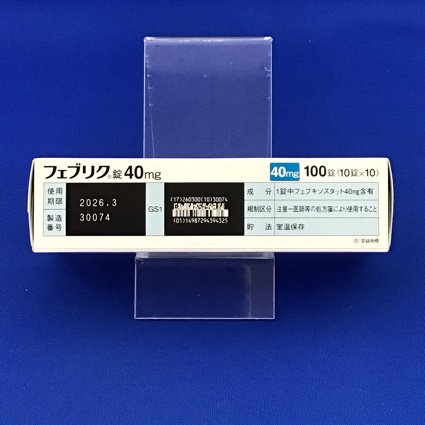 フェブリク®錠40mg
40mg 100錠(10錠×10)
使用期限 2026.3
製造番号 30074
GS1
(17)260300(10)30074
(01)14987294394325
成分 1錠中フェブキソスタット40mg含有
規制区分 注意-医師等の処方箋により使用すること
貯法 室温保存
®:登録商標